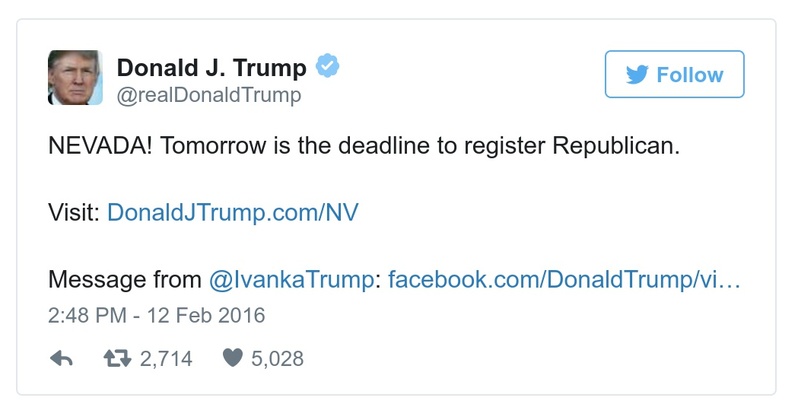 Donald J. Trump
@realDonaldTrump
Follow
NEVADA! Tomorrow is the deadline to register Republican.
Visit: DonaldJTrump.com/NV
Message from @IvankaTrump: facebook.com/DonaldTrump/vi…
2:48 PM - 12 Feb 2016
2,714 5,028